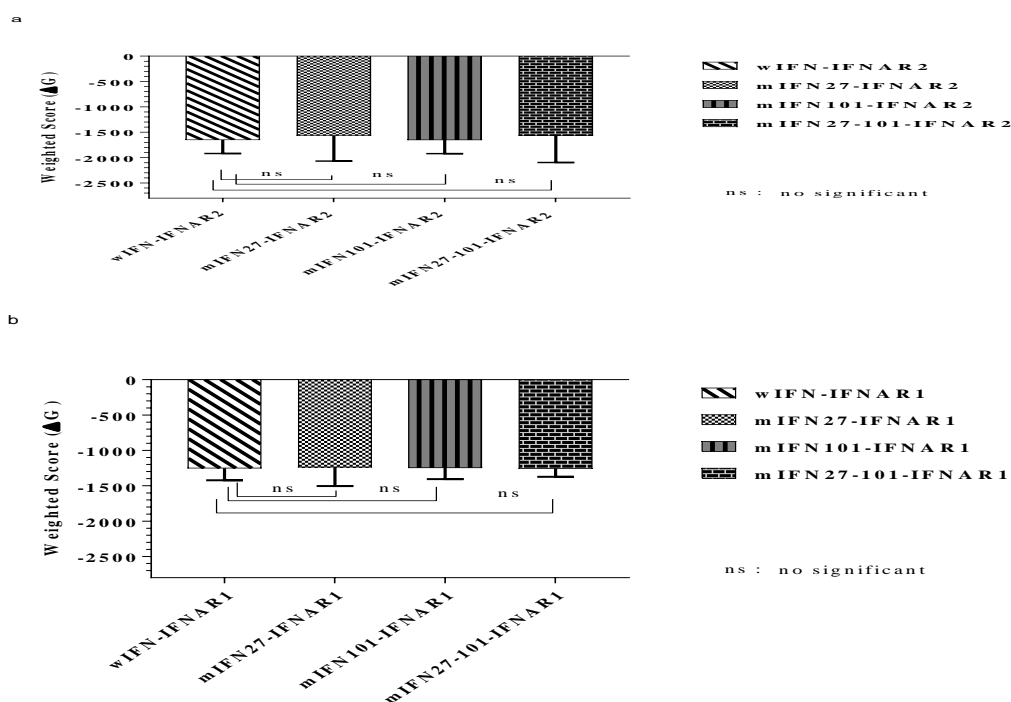 a
Weighted Score (▲G)
0
-500
-1000
-1500
-2000
-2500
ns
ns
ns
wIFN-IFNAR2
mIFN27-IFNAR2
mIFN101-IFNAR2
mIFN27-101-IFNAR2
wIFN-IFNAR2
mIFN27-IFNAR2
mIFN101-IFNAR2
mIFN27-101-IFNAR2
ns : no significant
b
Weighted Score (▲G)
0
-500
-1000
-1500
-2000
-2500
ns
ns
ns
wIFN-IFNAR1
mIFN27-IFNAR1
mIFN101-IFNAR1
mIFN27-101-IFNAR1
wIFN-IFNAR1
mIFN27-IFNAR1
mIFN101-IFNAR1
mIFN27-101-IFNAR1
ns : no significant